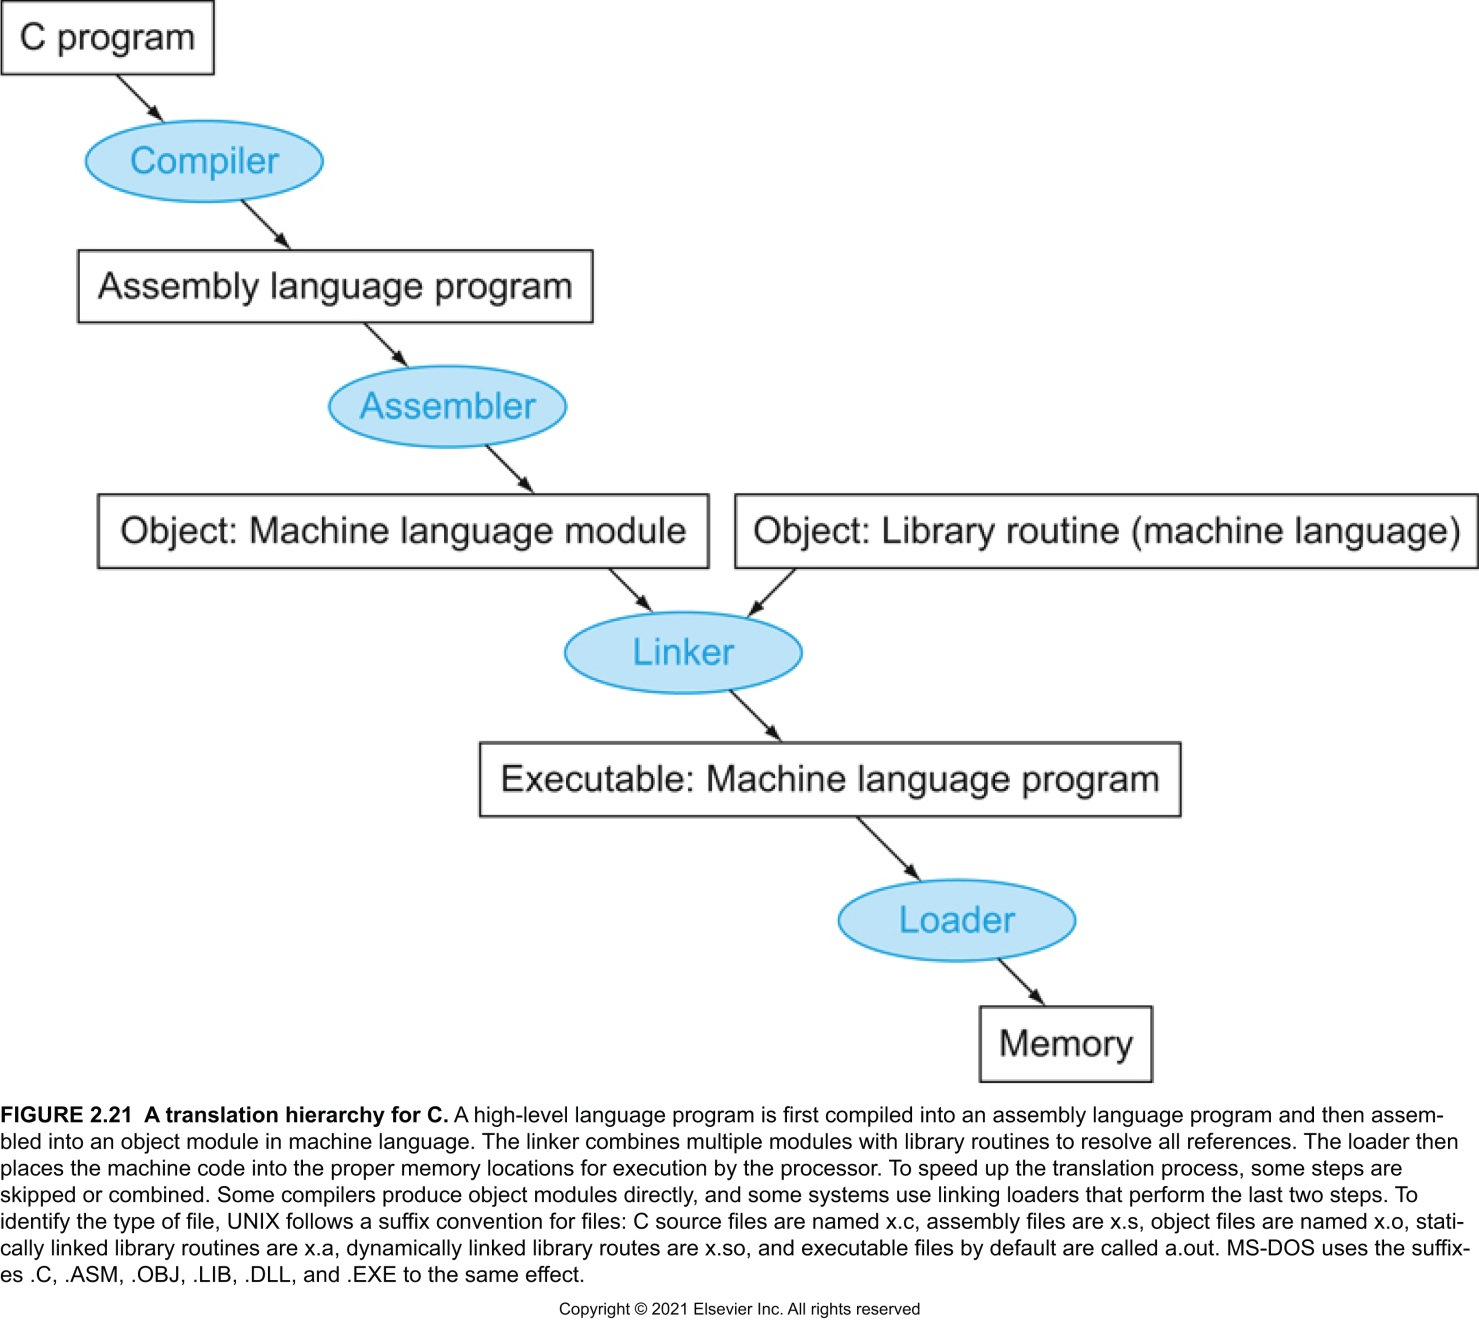 C program
Compiler
Assembly language program
Assembler
Object: Machine language module
Object: Library routine (machine language)
Linker
Executable: Machine language program
Loader
Memory
FIGURE 2.21 A translation hierarchy for C. A high-level language program is first compiled into an assembly language program and then assem-
bled into an object module in machine language. The linker combines multiple modules with library routines to resolve all references. The loader then
places the machine code into the proper memory locations for execution by the processor. To speed up the translation process, some steps are
skipped or combined. Some compilers produce object modules directly, and some systems use linking loaders that perform the last two steps. To
identify the type of file, UNIX follows a suffix convention for files: C source files are named x.c, assembly files are x.s, object files are named x.o, stati-
cally linked library routines are x.a, dynamically linked library routes are x.so, and executable files by default are called a.out. MS-DOS uses the suffix-
es .C, .ASM, .OBJ, .LIB, .DLL, and .EXE to the same effect.
Copyright © 2021 Elsevier Inc. All rights reserved